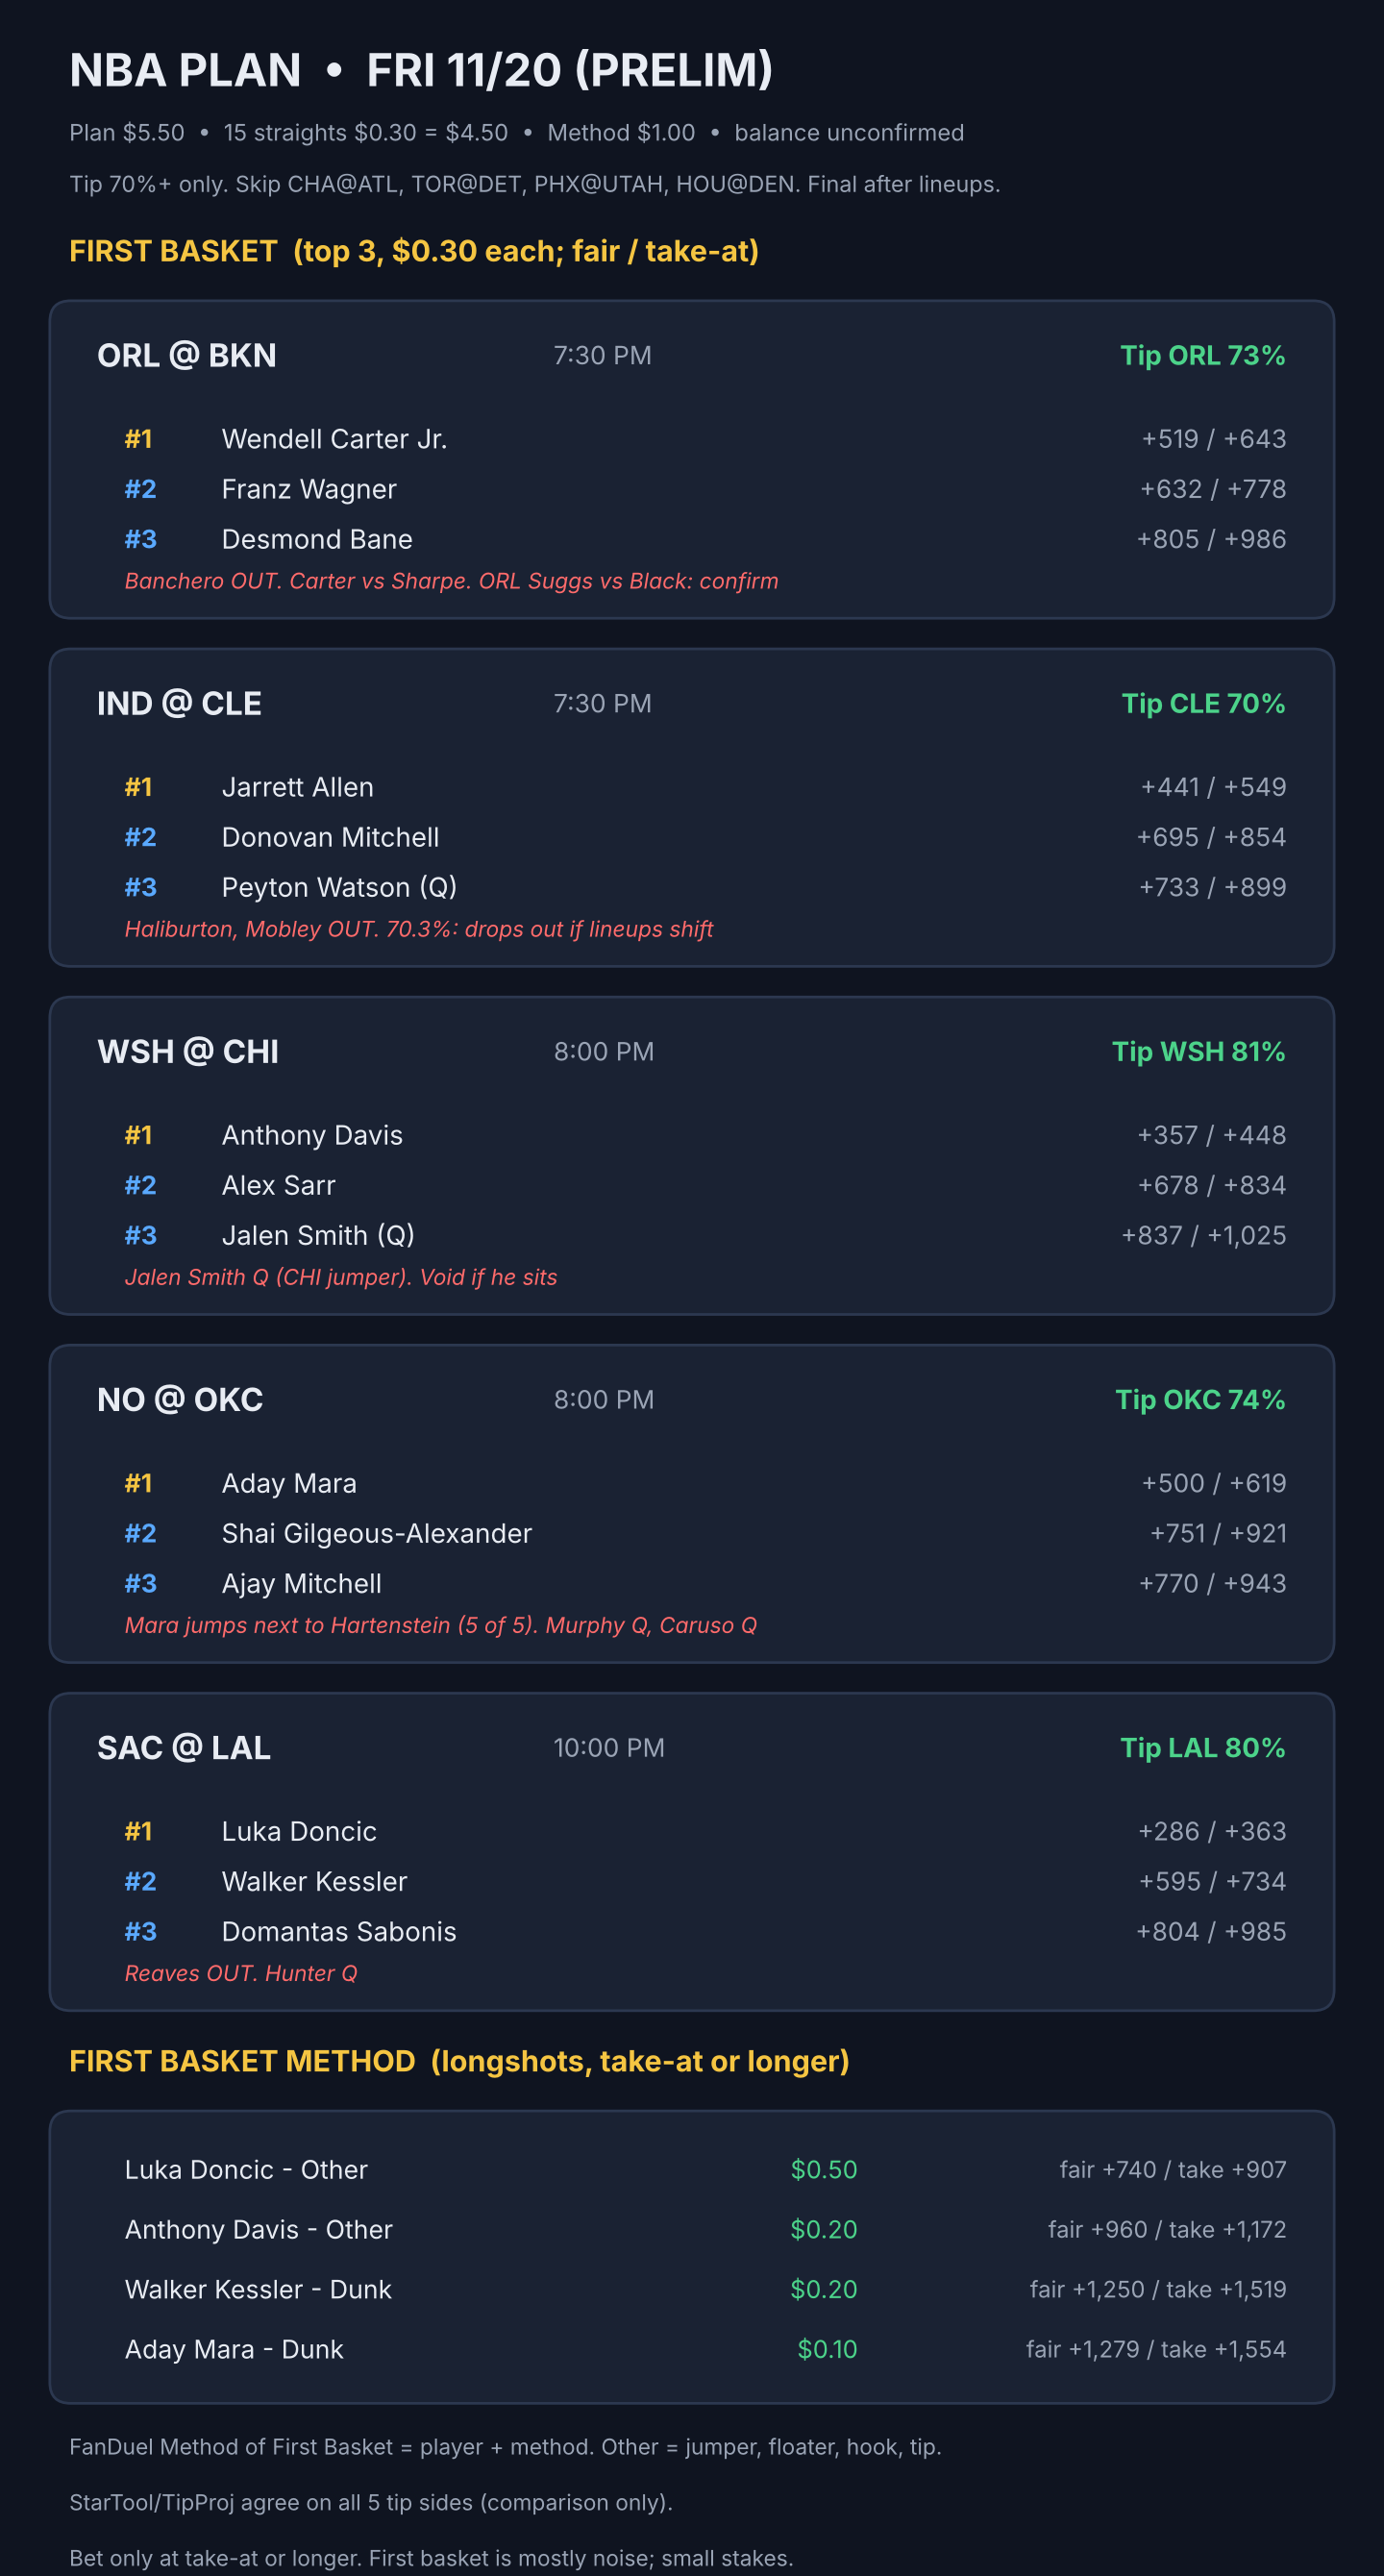 NBA PLAN • FRI 11/20 (PRELIM)
Plan $5.50 • 15 straights $0.30 = $4.50 • Method $1.00 • balance unconfirmed
Tip 70%+ only. Skip CHA@ATL, TOR@DET, PHX@UTAH, HOU@DEN. Final after lineups.
FIRST BASKET (top 3, $0.30 each; fair / take-at)
ORL @ BKN 7:30 PM Tip ORL 73%
#1 Wendell Carter Jr. +519 / +643
#2 Franz Wagner +632 / +778
#3 Desmond Bane +805 / +986
Banchero OUT. Carter vs Sharpe. ORL Suggs vs Black: confirm
IND @ CLE 7:30 PM Tip CLE 70%
#1 Jarrett Allen +441 / +549
#2 Donovan Mitchell +695 / +854
#3 Peyton Watson (Q) +733 / +899
Haliburton, Mobley OUT. 70.3%: drops out if lineups shift
WSH @ CHI 8:00 PM Tip WSH 81%
#1 Anthony Davis +357 / +448
#2 Alex Sarr +678 / +834
#3 Jalen Smith (Q) +837 / +1,025
Jalen Smith Q (CHI jumper). Void if he sits
NO @ OKC 8:00 PM Tip OKC 74%
#1 Aday Mara +500 / +619
#2 Shai Gilgeous-Alexander +751 / +921
#3 Ajay Mitchell +770 / +943
Mara jumps next to Hartenstein (5 of 5). Murphy Q, Caruso Q
SAC @ LAL 10:00 PM Tip LAL 80%
#1 Luka Doncic +286 / +363
#2 Walker Kessler +595 / +734
#3 Domantas Sabonis +804 / +985
Reaves OUT. Hunter Q
FIRST BASKET METHOD (longshots, take-at or longer)
Luka Doncic - Other $0.50 fair +740 / take +907
Anthony Davis - Other $0.20 fair +960 / take +1,172
Walker Kessler - Dunk $0.20 fair +1,250 / take +1,519
Aday Mara - Dunk $0.10 fair +1,279 / take +1,554
FanDuel Method of First Basket = player + method. Other = jumper, floater, hook, tip.
StarTool/TipProj agree on all 5 tip sides (comparison only).
Bet only at take-at or longer. First basket is mostly noise; small stakes.